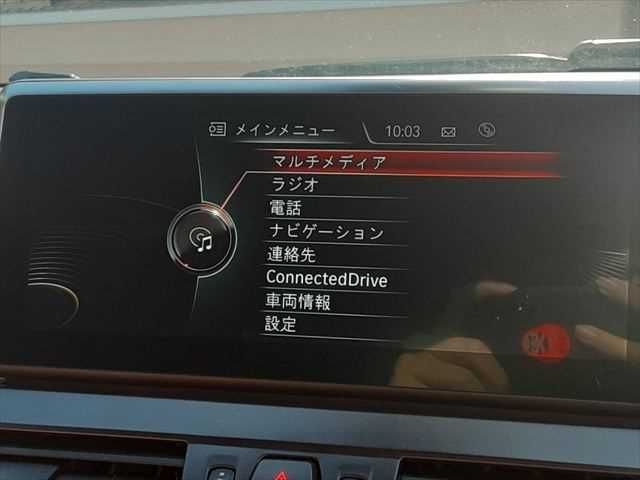 メインメニュー 10:03
マルチメディア
ラジオ
電話
ナビゲーション
連絡先
ConnectedDrive
車両情報
設定